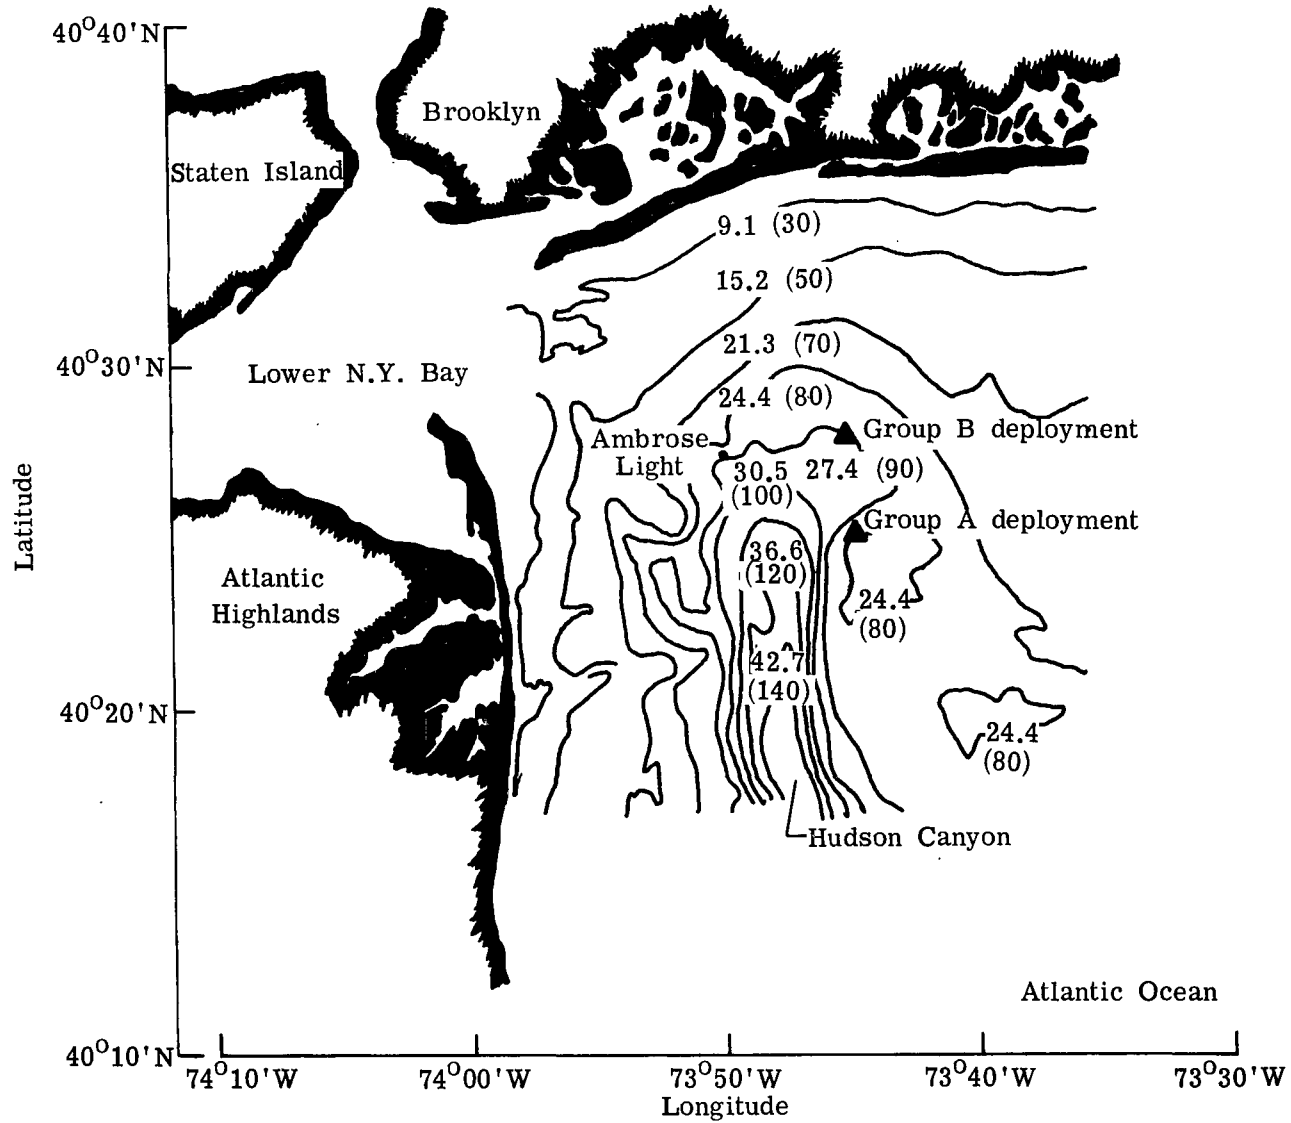 40°40'N
Brooklyn
Staten Island
9.1 (30)
15.2 (50)
21.3 (70)
40°30'N
Lower N.Y. Bay
24.4 (80)
Ambrose
Light
Group B deployment
30.5
(100)
27.4 (90)
Group A deployment
Latitude
36.6
(120)
Atlantic
Highlands
24.4
(80)
42.7
(140)
40°20'N
24.4
(80)
Hudson Canyon
Atlantic Ocean
40°10'N
74°10'W
74°00'W
73°50'W
73°40'W
73°30'W
Longitude